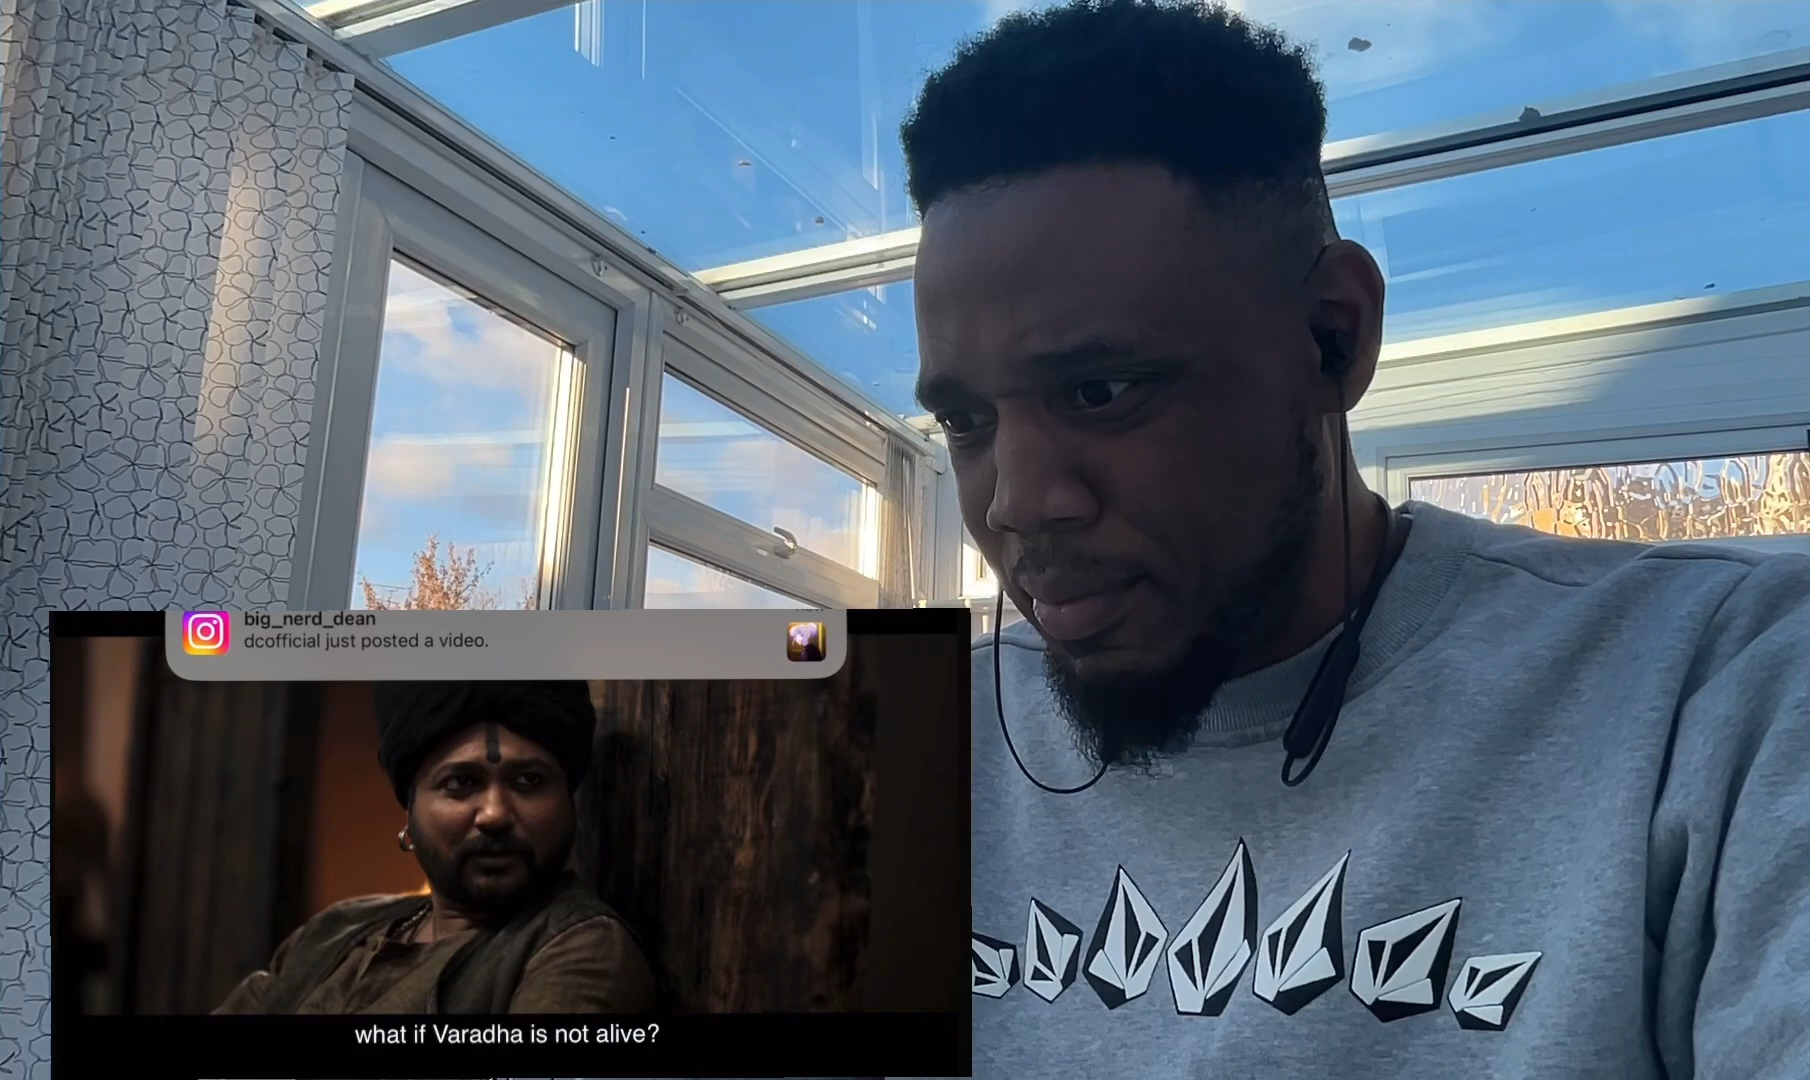 big_nerd_dean
dcofficial just posted a video.
what if Varadha is not alive?